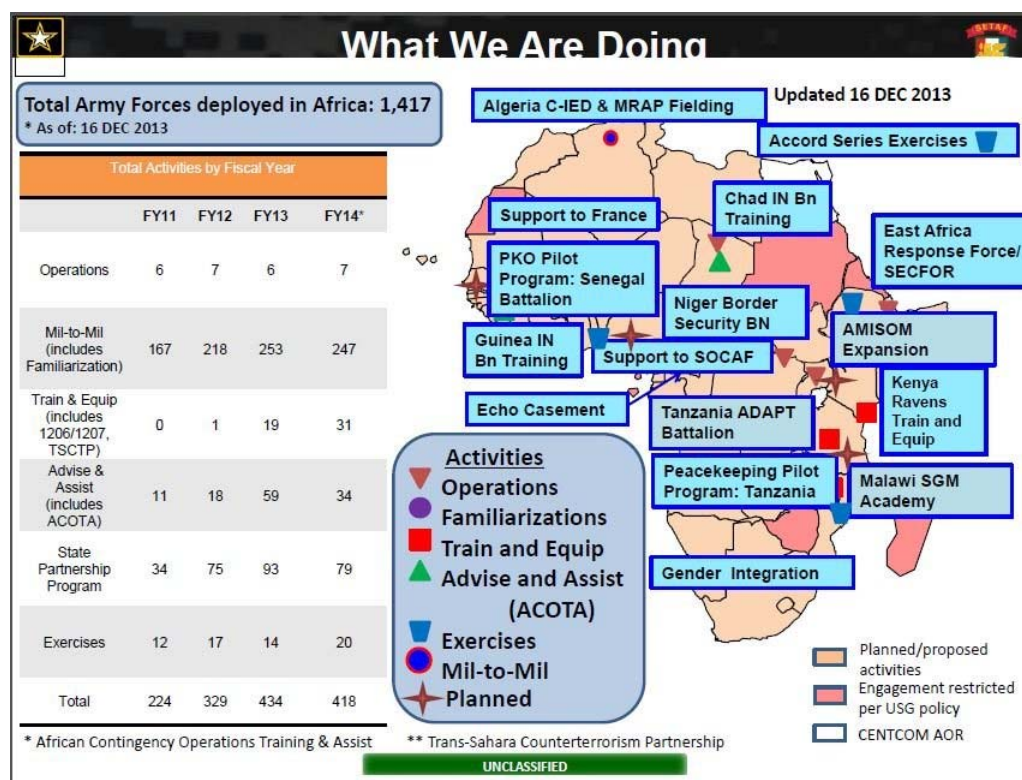 What We Are Doing
SETAF
Total Army Forces deployed in Africa: 1,417
* As of: 16 DEC 2013
Total Activities by Fiscal Year
FY11 FY12 FY13 FY14*
Operations 6 7 6 7
Mil-to-Mil
(includes
Familiarization) 167 218 253 247
Train & Equip
(includes
1206/1207,
TSCTP) 0 1 19 31
Advise &
Assist
(includes
ACOTA) 11 18 59 34
State
Partnership
Program 34 75 93 79
Exercises 12 17 14 20
Total 224 329 434 418
Algeria C-IED & MRAP Fielding
Updated 16 DEC 2013
Accord Series Exercises
Chad IN Bn
Training
Support to France
East Africa
Response Force/
SECFOR
PKO Pilot
Program: Senegal
Battalion
Niger Border
Security BN
AMISOM
Expansion
Guinea IN
Bn Training
Support to SOCAF
Kenya
Ravens
Train and
Equip
Echo Casement
Tanzania ADAPT
Battalion
Peacekeeping Pilot
Program: Tanzania
Malawi SGM
Academy
Gender Integration
Activities
Operations
Familiarizations
Train and Equip
Advise and Assist
(ACOTA)
Exercises
Mil-to-Mil
Planned
Planned/proposed
activities
Engagement restricted
per USG policy
CENTCOM AOR
* African Contingency Operations Training & Assist
** Trans-Sahara Counterterrorism Partnership
UNCLASSIFIED